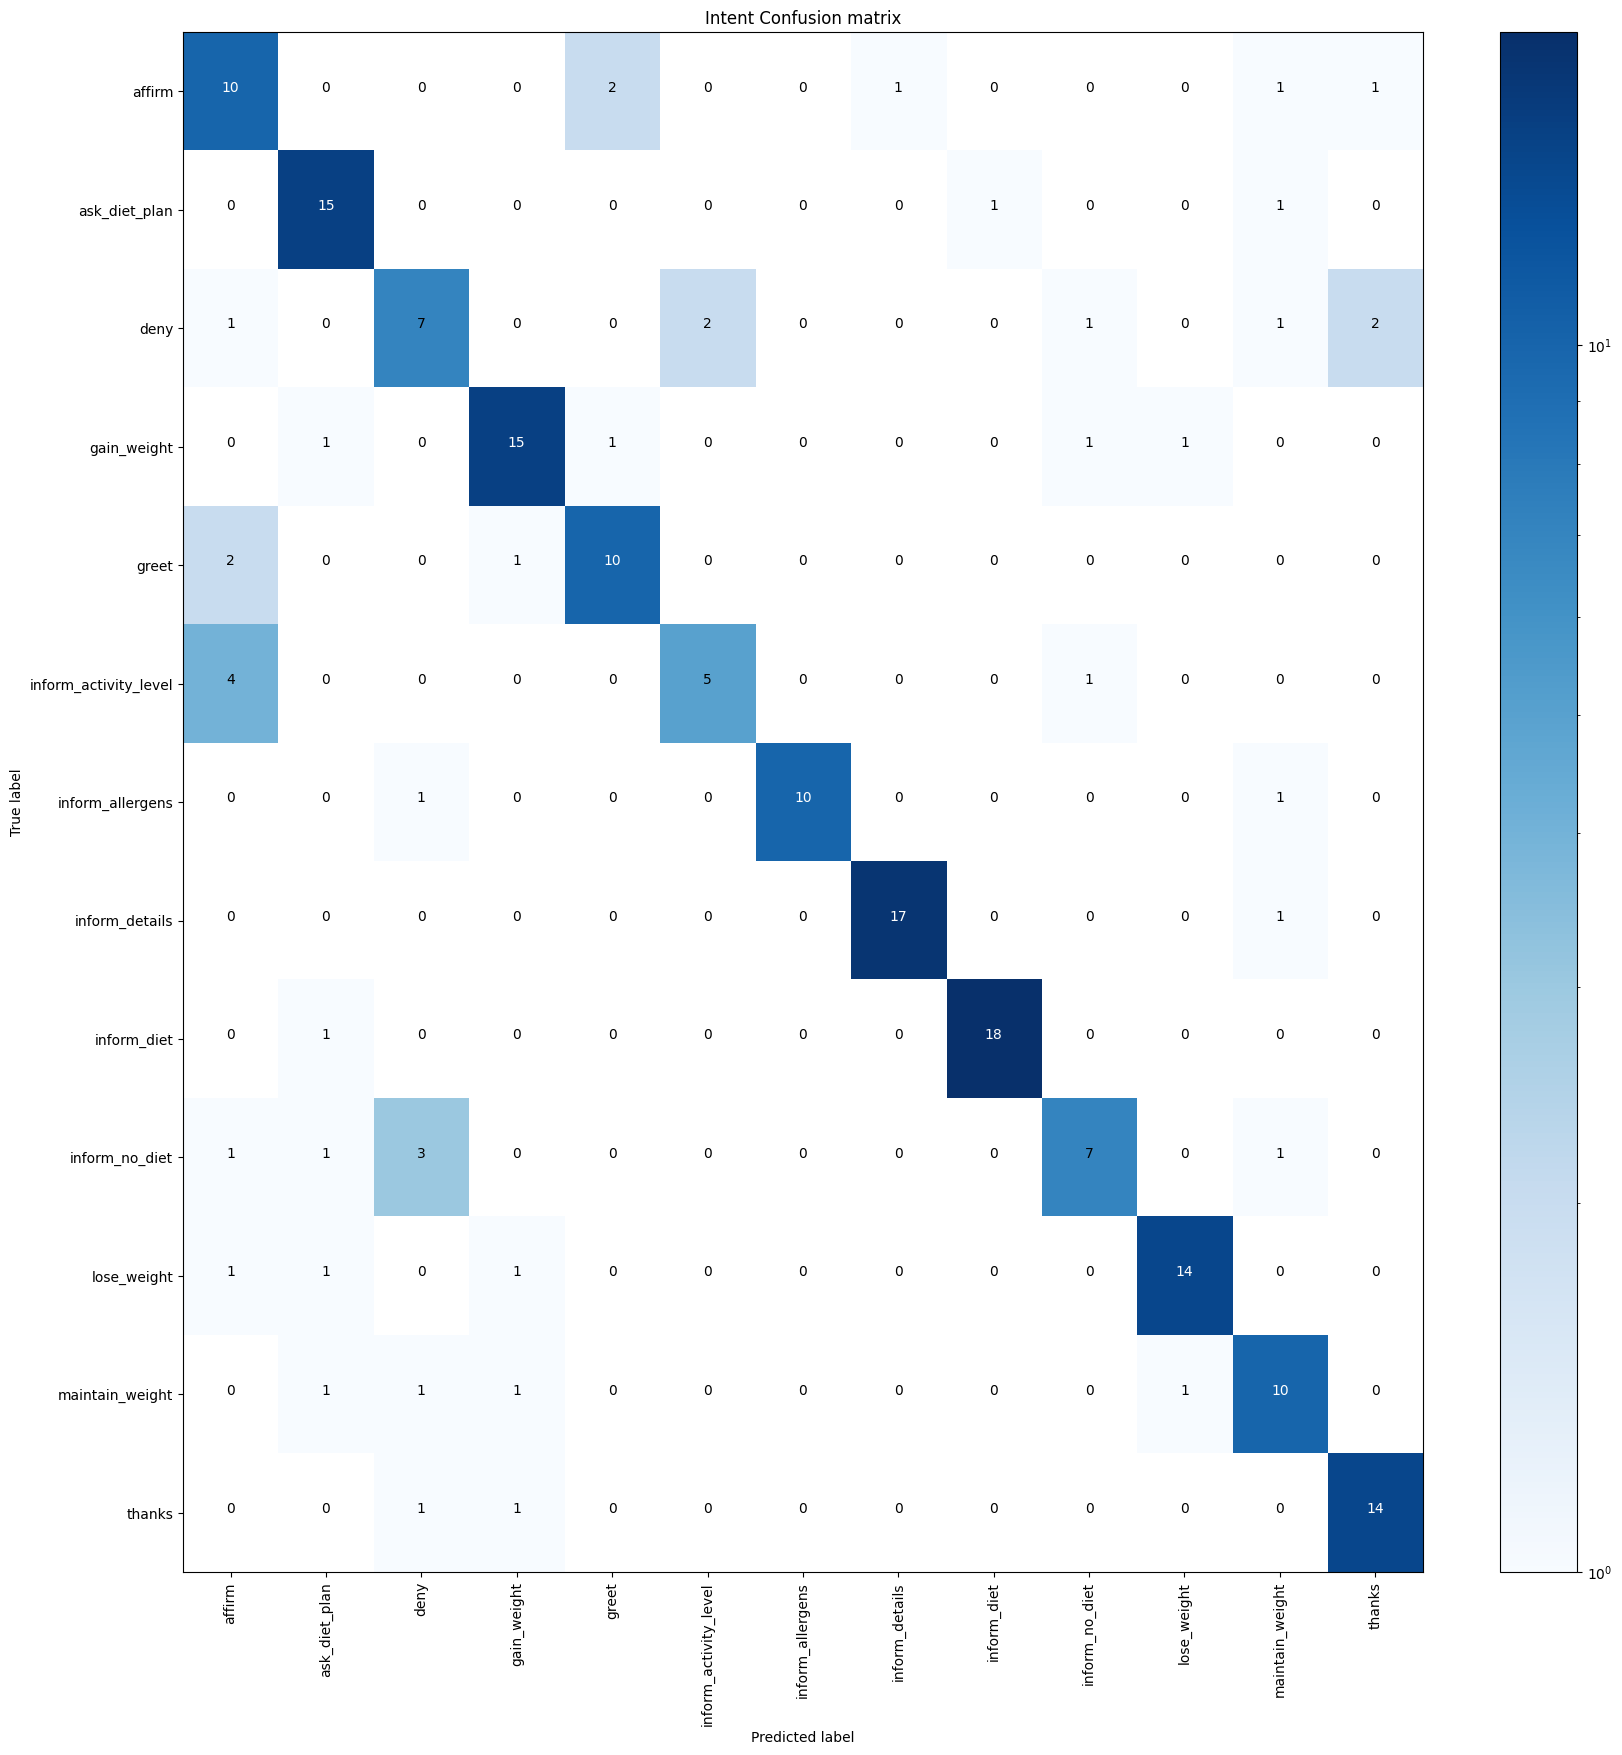 Intent Confusion matrix
affirm 10 0 0 0 2 0 0 1 0 0 0 1 1
ask_diet_plan 0 15 0 0 0 0 0 0 1 0 0 1 0
deny 1 0 7 0 0 2 0 0 0 1 0 1 2
gain_weight 0 1 0 15 1 0 0 0 0 1 1 0 0
greet 2 0 0 1 10 0 0 0 0 0 0 0 0
inform_activity_level 4 0 0 0 0 5 0 0 0 1 0 0 0
inform_allergens 0 0 1 0 0 0 10 0 0 0 0 1 0
inform_details 0 0 0 0 0 0 0 17 0 0 0 1 0
inform_diet 0 1 0 0 0 0 0 0 18 0 0 0 0
inform_no_diet 1 1 3 0 0 0 0 0 0 7 0 1 0
lose_weight 1 1 0 1 0 0 0 0 0 0 14 0 0
maintain_weight 0 1 1 1 0 0 0 0 0 0 1 10 0
thanks 0 0 1 1 0 0 0 0 0 0 0 0 14
True label
affirm
ask_diet_plan
deny
gain_weight
greet
inform_activity_level
inform_allergens
inform_details
inform_diet
inform_no_diet
lose_weight
maintain_weight
thanks
Predicted label
10¹
10⁰